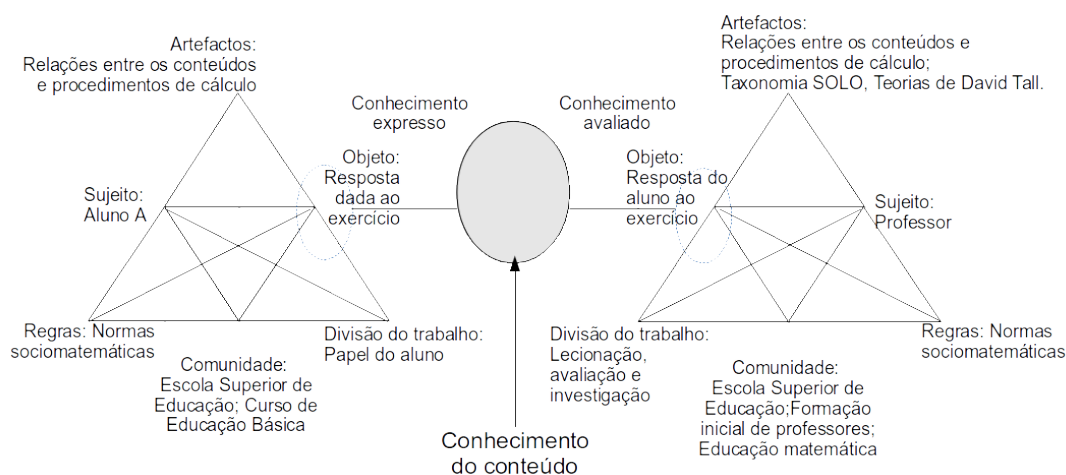 Artefactos:
Relações entre os conteúdos
e procedimentos de cálculo
Conhecimento
expresso
Sujeito:
Aluno A
Objeto:
Resposta
dada ao
exercício
Regras: Normas
sociomatemáticas
Divisão do trabalho:
Papel do aluno
Comunidade:
Escola Superior de
Educação; Curso de
Educação Básica
Artefactos:
Relações entre os conteúdos e
procedimentos de cálculo;
Taxonomia SOLO, Teorias de David Tall.
Conhecimento
avaliado
Objeto:
Resposta do
aluno ao
exercício
Sujeito:
Professor
Divisão do trabalho:
Lecionação,
avaliação e
investigação
Regras: Normas
sociomatemáticas
Comunidade:
Escola Superior de
Educação;Formação
inicial de professores;
Educação matemática
Conhecimento
do conteúdo